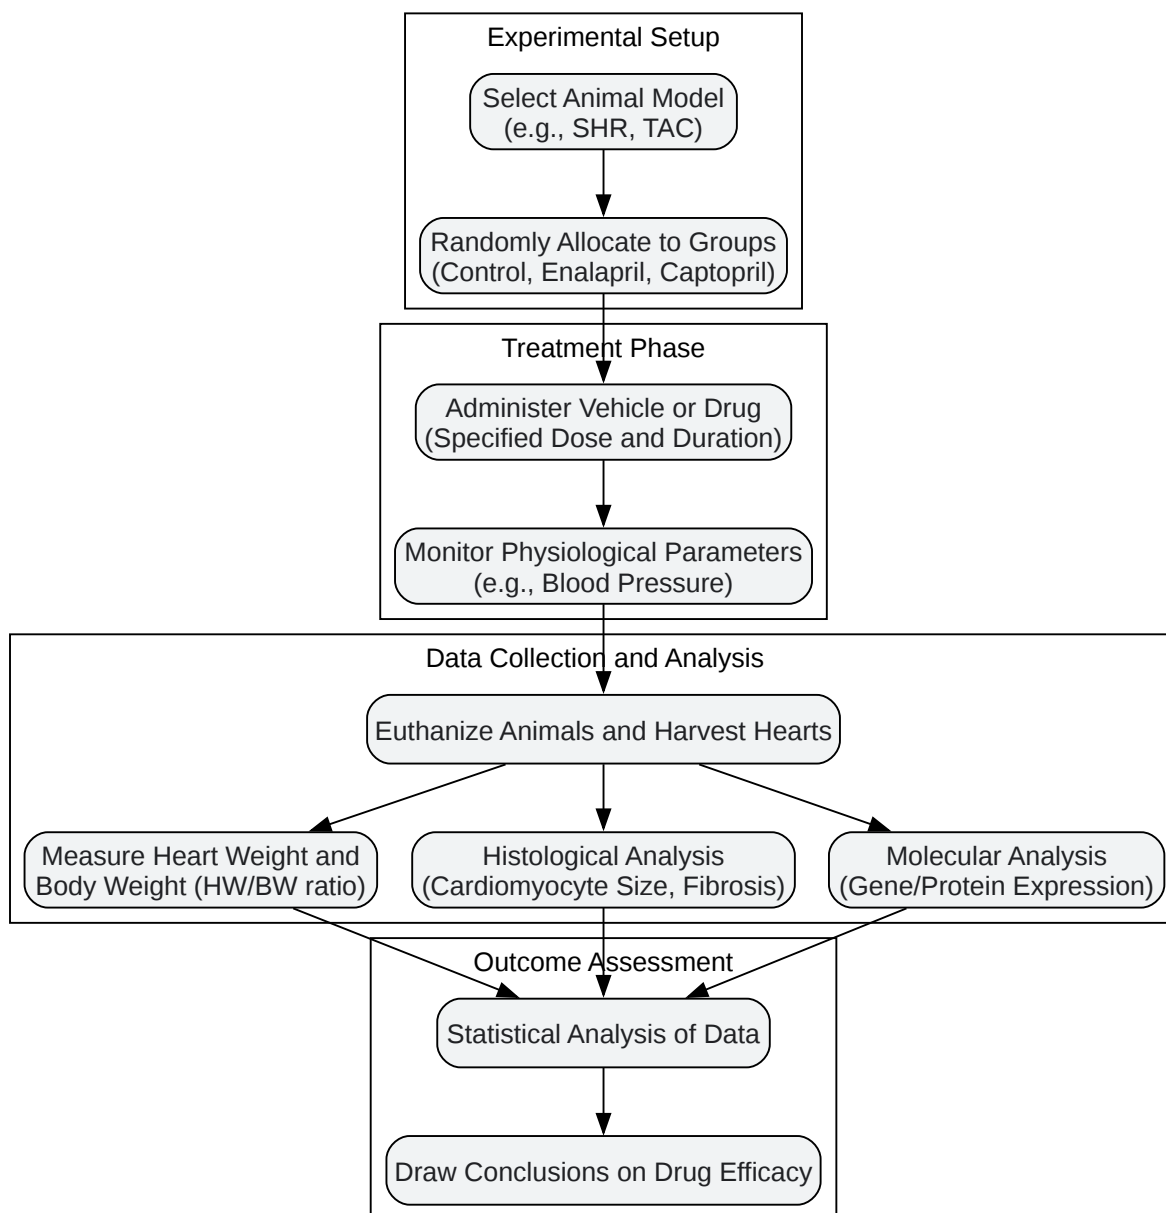 Experimental Setup
Select Animal Model
(e.g., SHR, TAC)
Randomly Allocate to Groups
(Control, Enalapril, Captopril)
Treatment Phase
Administer Vehicle or Drug
(Specified Dose and Duration)
Monitor Physiological Parameters
(e.g., Blood Pressure)
Data Collection and Analysis
Euthanize Animals and Harvest Hearts
Measure Heart Weight and
Body Weight (HW/BW ratio)
Histological Analysis
(Cardiomyocyte Size, Fibrosis)
Molecular Analysis
(Gene/Protein Expression)
Outcome Assessment
Statistical Analysis of Data
Draw Conclusions on Drug Efficacy